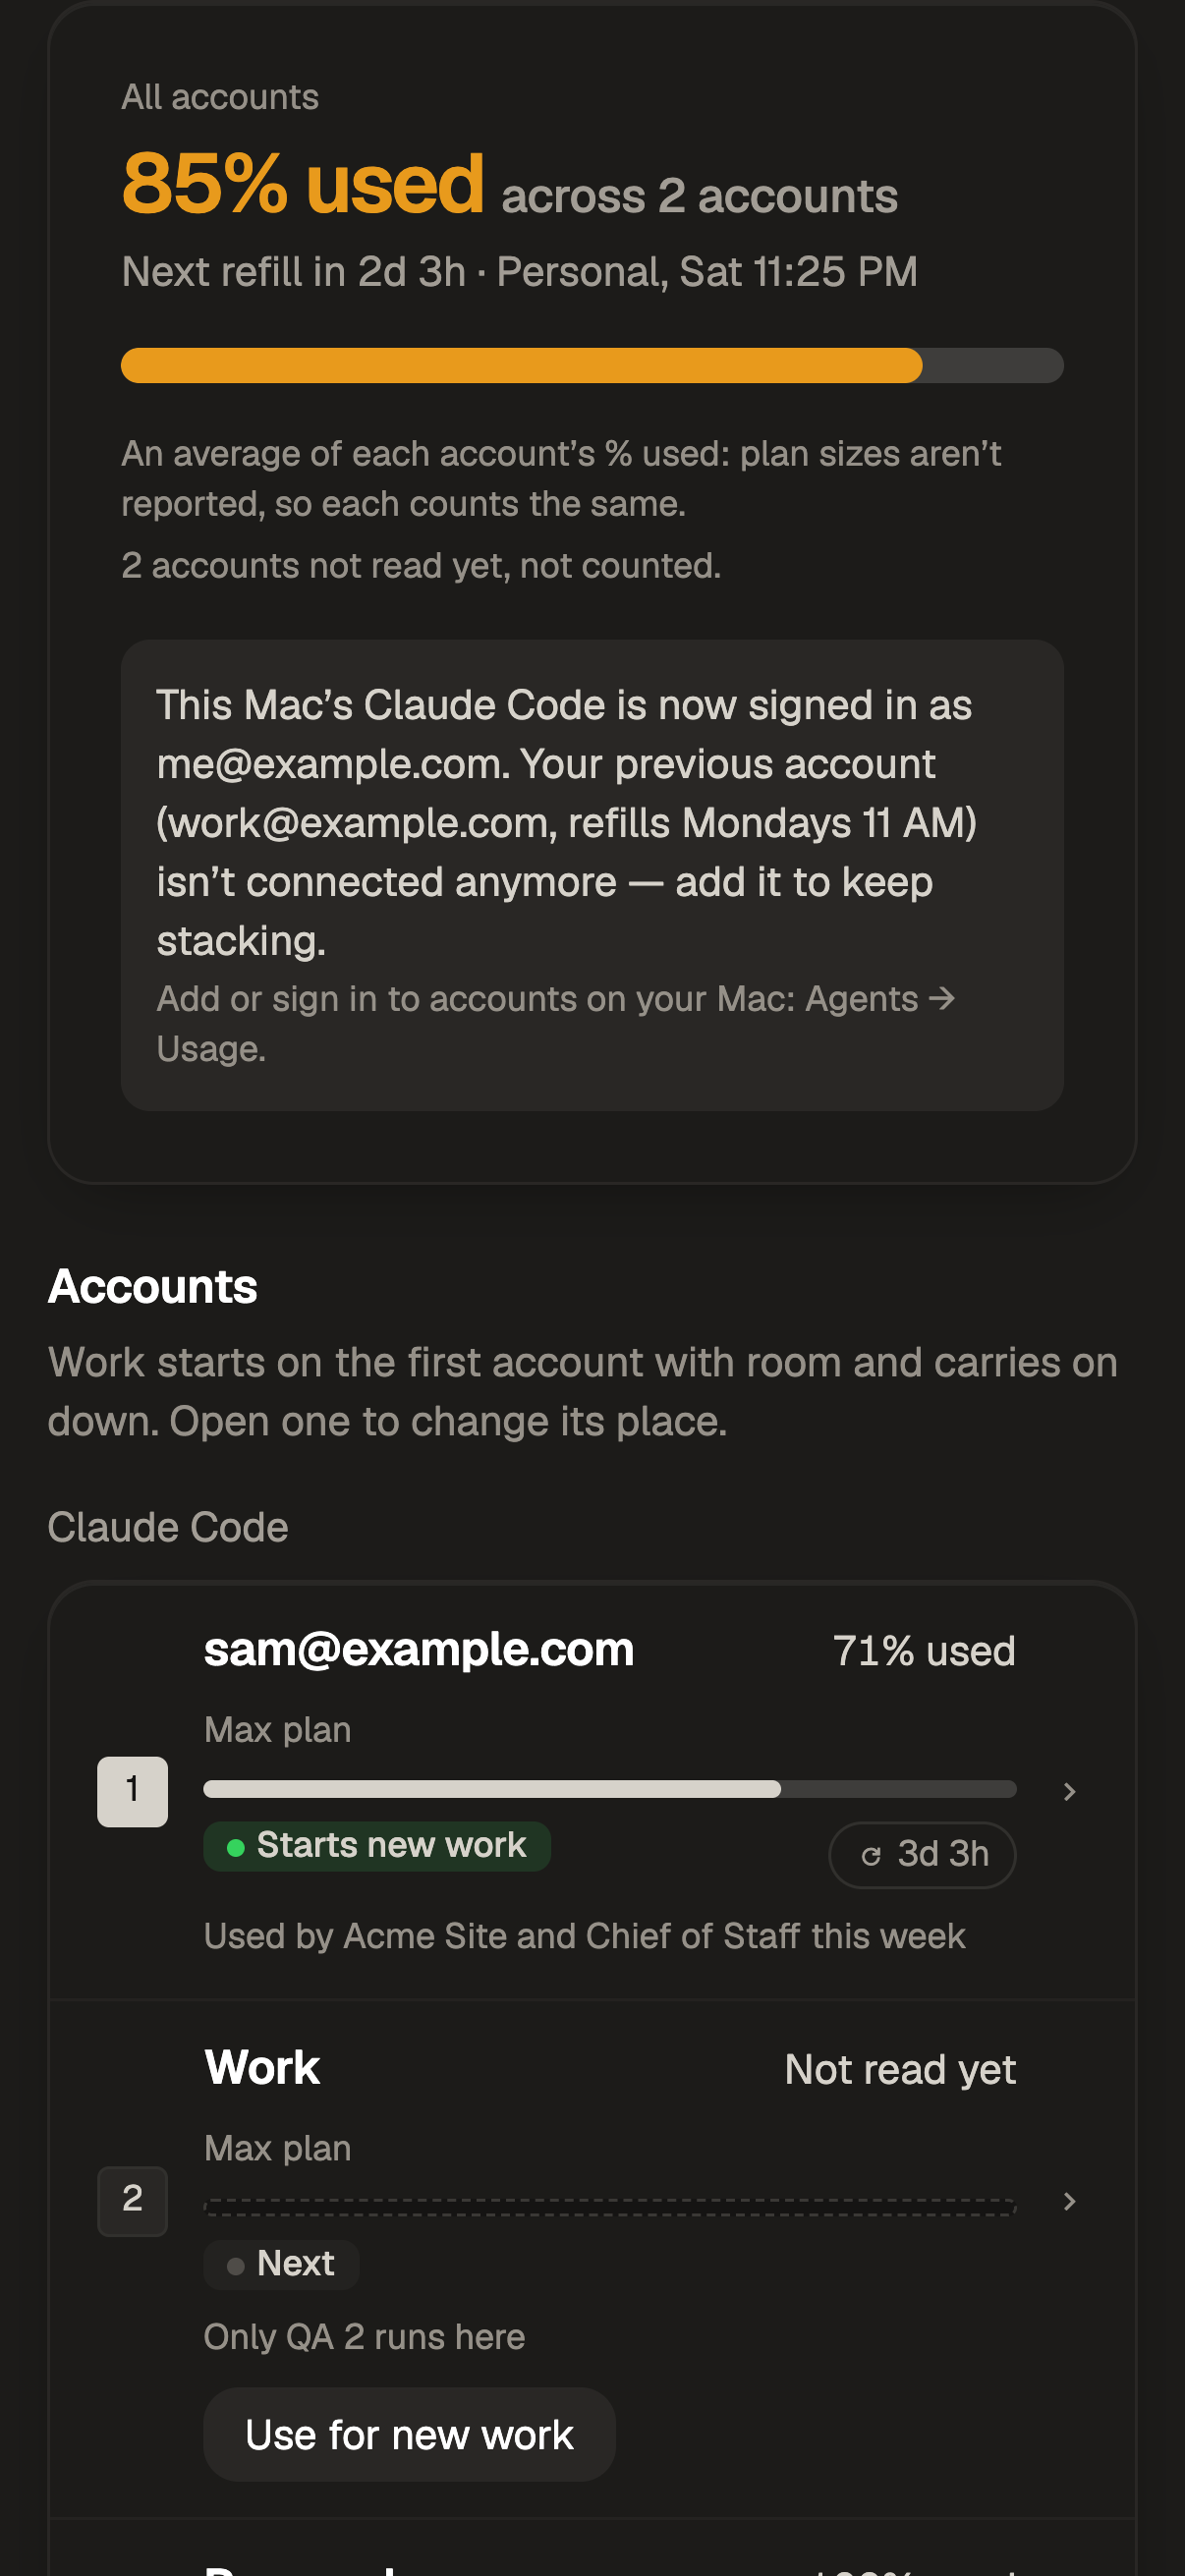 All accounts
85% used across 2 accounts
Next refill in 2d 3h · Personal, Sat 11:25 PM
An average of each account’s % used: plan sizes aren’t
reported, so each counts the same.
2 accounts not read yet, not counted.
This Mac’s Claude Code is now signed in as
me@example.com. Your previous account
(work@example.com, refills Mondays 11 AM)
isn’t connected anymore — add it to keep
stacking.
Add or sign in to accounts on your Mac: Agents →
Usage.
Accounts
Work starts on the first account with room and carries on
down. Open one to change its place.
Claude Code
sam@example.com 71% used
Max plan
1
Starts new work 3d 3h
Used by Acme Site and Chief of Staff this week
Work Not read yet
Max plan
2
Next
Only QA 2 runs here
Use for new work